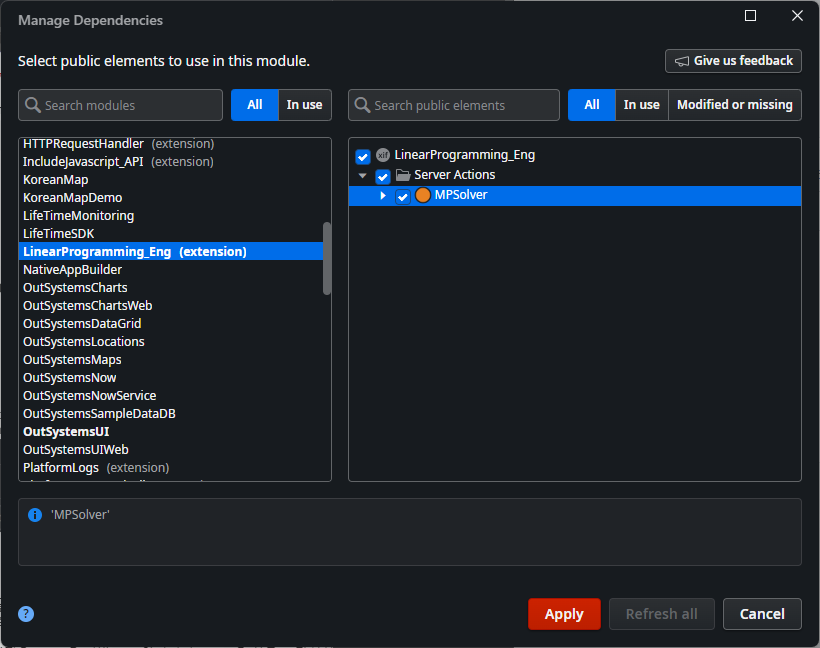 Manage Dependencies
Select public elements to use in this module.
Give us feedback
Search modules
All
In use
Search public elements
All
In use
Modified or missing
HTTPRequestHandler (extension)
IncludeJavascript_API (extension)
KoreanMap
KoreanMapDemo
LifeTimeMonitoring
LifeTimeSDK
LinearProgramming_Eng (extension)
NativeAppBuilder
OutSystemsCharts
OutSystemsChartsWeb
OutSystemsDataGrid
OutSystemsLocations
OutSystemsMaps
OutSystemsNow
OutSystemsNowService
OutSystemsSampleDataDB
OutSystemsUI
OutSystemsUIWeb
PlatformLogs (extension)
xif LinearProgramming_Eng
Server Actions
MPSolver
i 'MPSolver'
?
Apply
Refresh all
Cancel